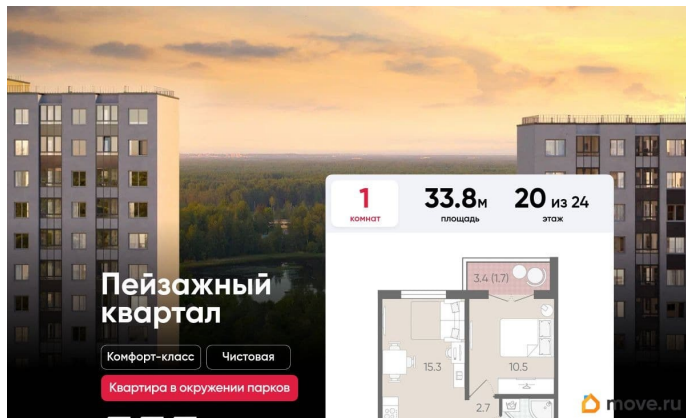 1
комнат
33.8м
площадь
20 из 24
этаж
Пейзажный
квартал
Комфорт-класс
Чистовая
Квартира в окружении парков
3.4 (1.7)
15.3
10.5
2.7
move.ru